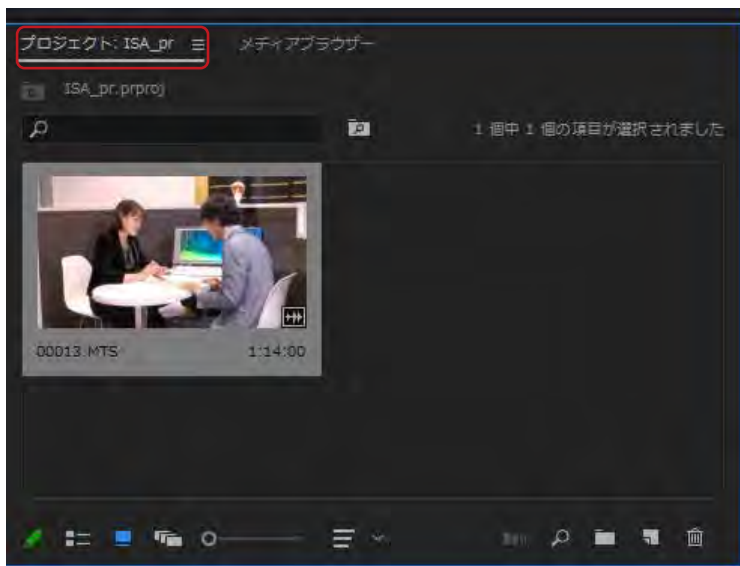 プロジェクト: ISA_pr ≡ メディアブラウザー
ISA_pr.prproj
1 個中 1 個の項目が選択されました
00013.MTS 1:14:00